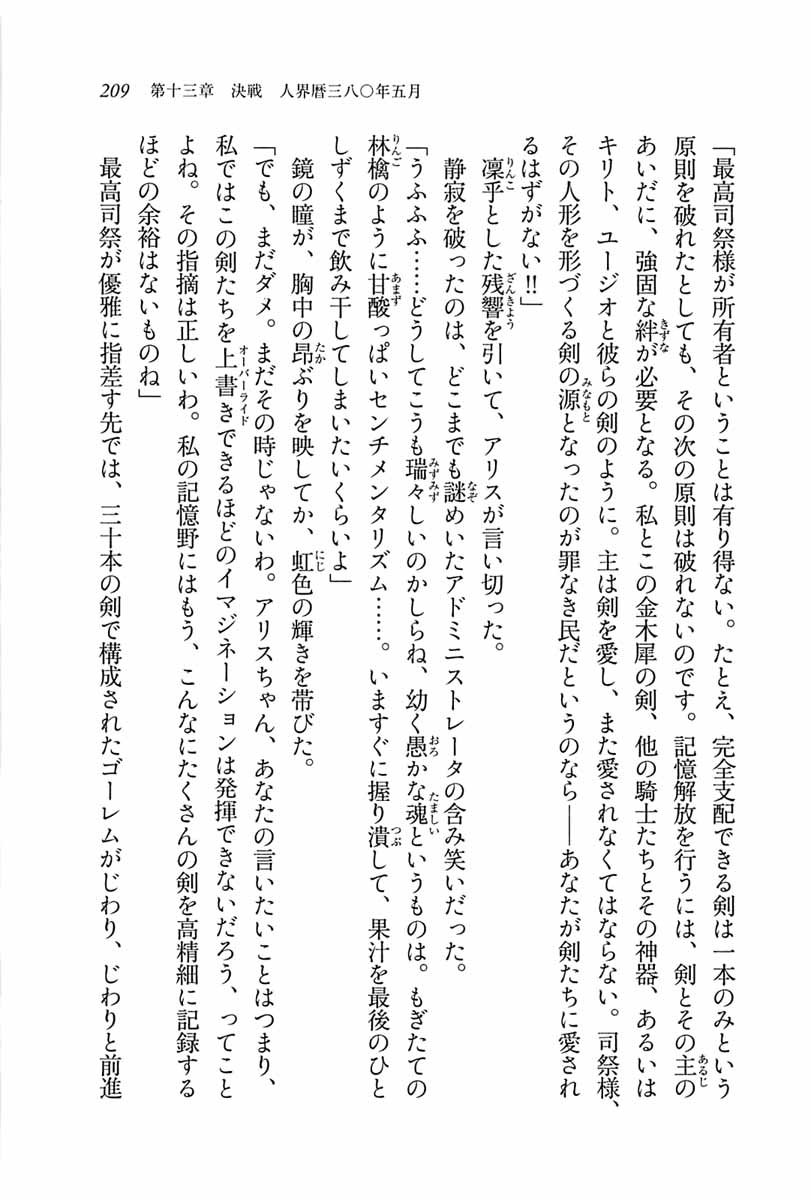 209　第十三章　決戦　人界暦三八〇年五月
「最高司祭様が所有者ということは有り得ない。たとえ、完全支配できる剣は一本のみという
原則を破れたとしても、その次の原則は破れないのです。記憶解放を行うには、剣とその主の
あいだに、強固な絆が必要となる。私とこの金木犀の剣、他の騎士たちとその神器、あるいは
キリト、ユージオと彼らの剣のように。主は剣を愛し、また愛されなくてはならない。司祭様、
その人形を形づくる剣の源となったのが罪なき民だというのなら――あなたが剣たちに愛され
るはずがない!!」
凜乎とした残響を引いて、アリスが言い切った。
静寂を破ったのは、どこまでも謎めいたアドミニストレータの含み笑いだった。
「うふふふ……どうしてこうも瑞々しいのかしらね、幼く愚かな魂というものは。もぎたての
林檎のように甘酸っぱいセンチメンタリズム……。いますぐに握り潰して、果汁を最後のひと
しずくまで飲み干してしまいたいくらいよ」
鏡の瞳が、胸中の昂ぶりを映してか、虹色の輝きを帯びた。
「でも、まだダメ。まだその時じゃないわ。アリスちゃん、あなたの言いたいことはつまり、
私ではこの剣たちを上書きできるほどのイマジネーションは発揮できないだろう、ってこと
よね。その指摘は正しいわ。私の記憶野にはもう、こんなにたくさんの剣を高精細に記録する
ほどの余裕はないものね」
最高司祭が優雅に指差す先では、三十本の剣で構成されたゴーレムがじわり、じわりと前進